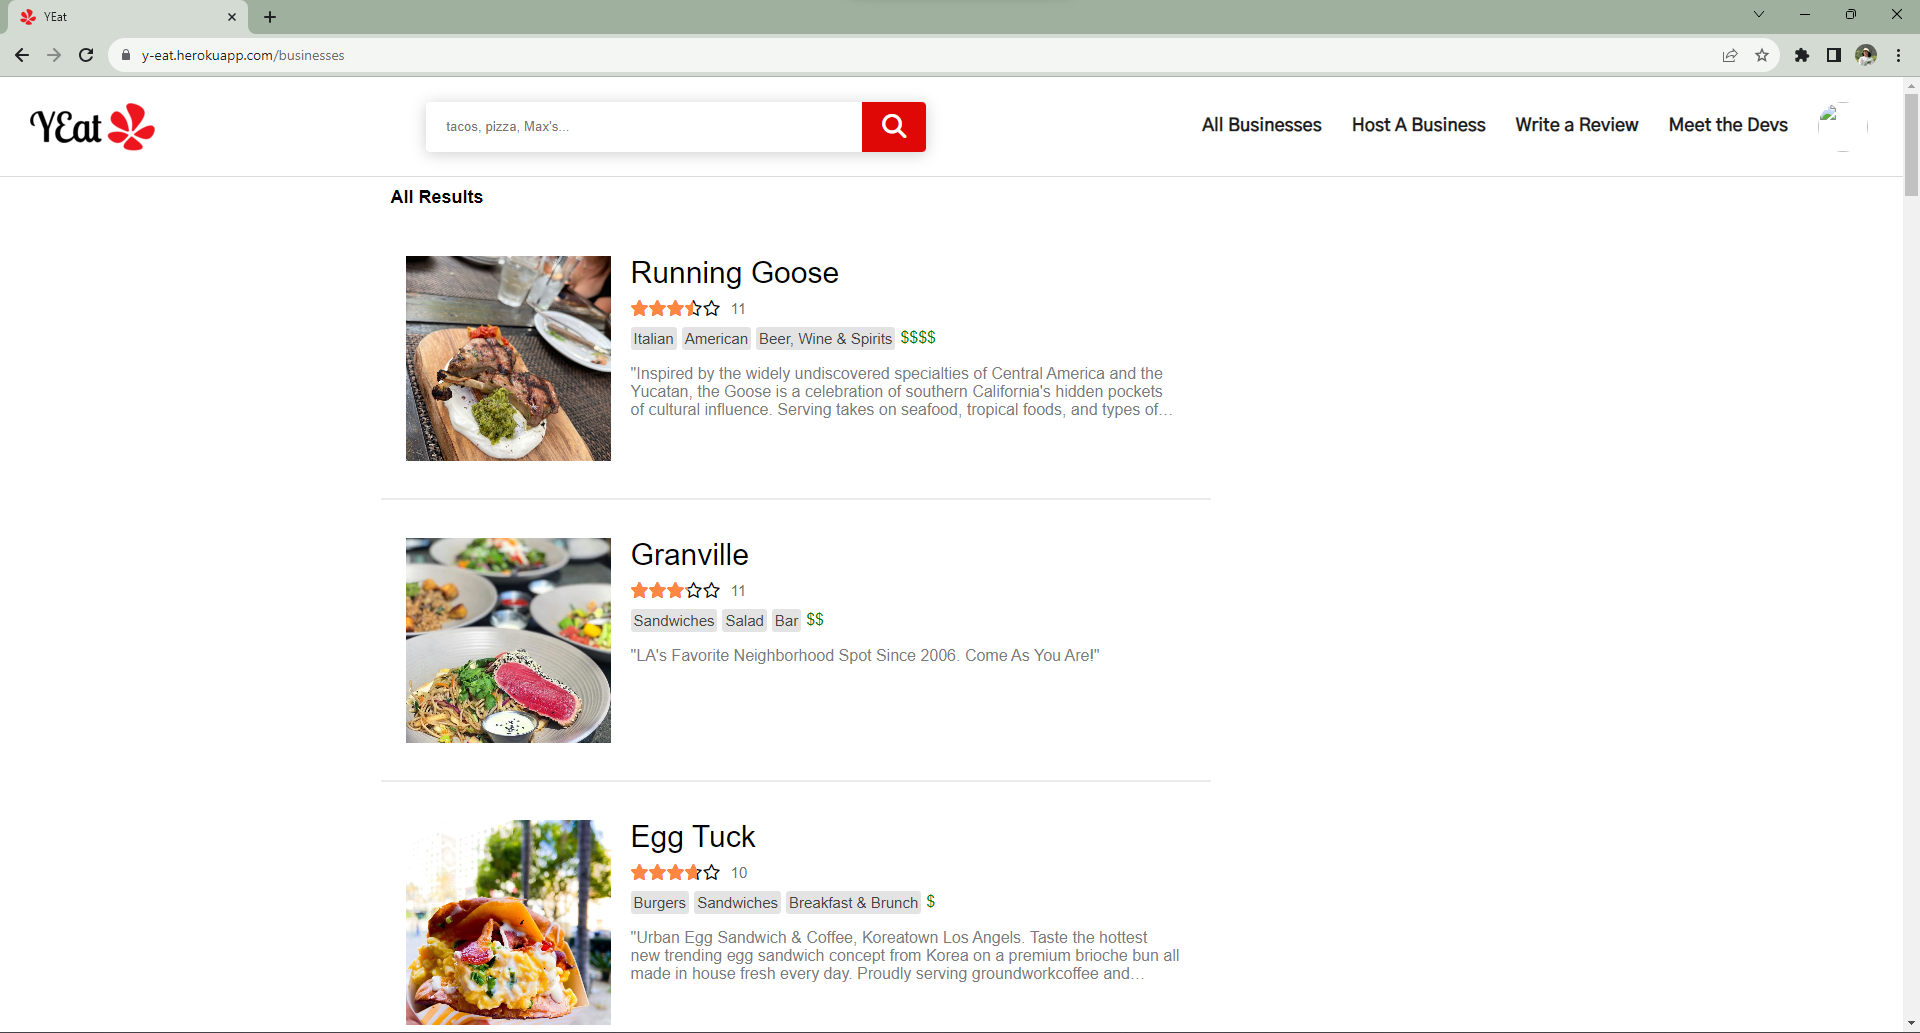 YEat
y-eat.herokuapp.com/businesses
YEat
tacos, pizza, Max's...
All Businesses
Host A Business
Write a Review
Meet the Devs
All Results
Running Goose
11
Italian American Beer, Wine & Spirits $$$$
"Inspired by the widely undiscovered specialties of Central America and the
Yucatan, the Goose is a celebration of southern California's hidden pockets
of cultural influence. Serving takes on seafood, tropical foods, and types of…
Granville
11
Sandwiches Salad Bar $$
"LA's Favorite Neighborhood Spot Since 2006. Come As You Are!"
Egg Tuck
10
Burgers Sandwiches Breakfast & Brunch $
"Urban Egg Sandwich & Coffee, Koreatown Los Angels. Taste the hottest
new trending egg sandwich concept from Korea on a premium brioche bun all
made in house fresh every day. Proudly serving groundworkcoffee and…